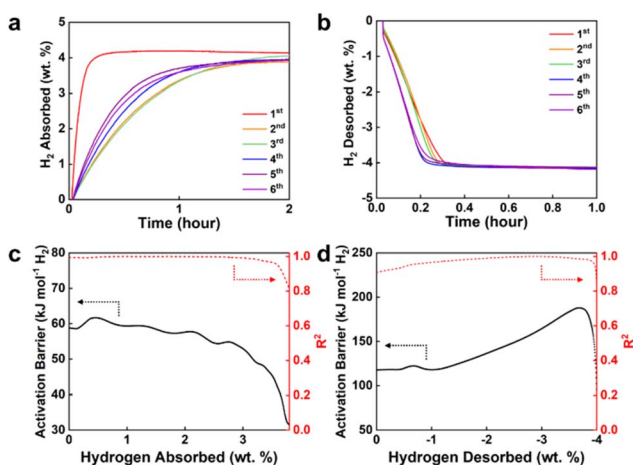 a
H2 Absorbed (wt. %)
5
4
3
2
1
0
0
1
2
Time (hour)
1st
2nd
3rd
4th
5th
6th
b
H2 Desorbed (wt. %)
0
-1
-2
-3
-4
-5
0.0
0.2
0.4
0.6
0.8
1.0
Time (hour)
1st
2nd
3rd
4th
5th
6th
c
Activation Barrier (kJ mol-1 H2)
80
70
60
50
40
30
0
1
2
3
Hydrogen Absorbed (wt. %)
1.0
0.8
0.6
0.4
0.2
0.0
R2
d
Activation Barrier (kJ mol-1 H2)
250
200
150
100
50
0
-1
-2
-3
-4
Hydrogen Desorbed (wt. %)
1.0
0.8
0.6
0.4
0.2
0.0
R2